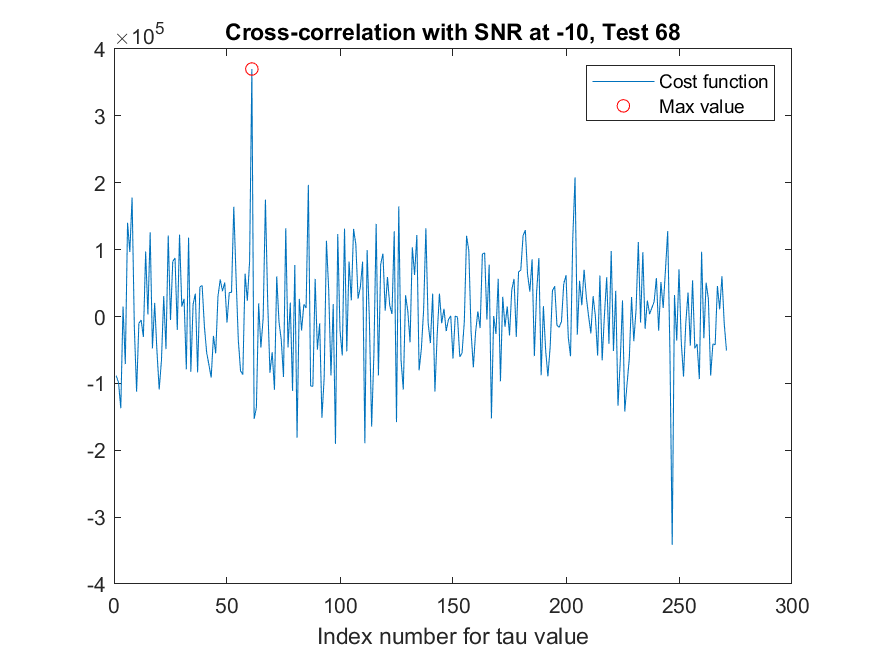 Cross-correlation with SNR at -10, Test 68
×10^5
Cost function
Max value
4
3
2
1
0
-1
-2
-3
-4
0 50 100 150 200 250 300
Index number for tau value